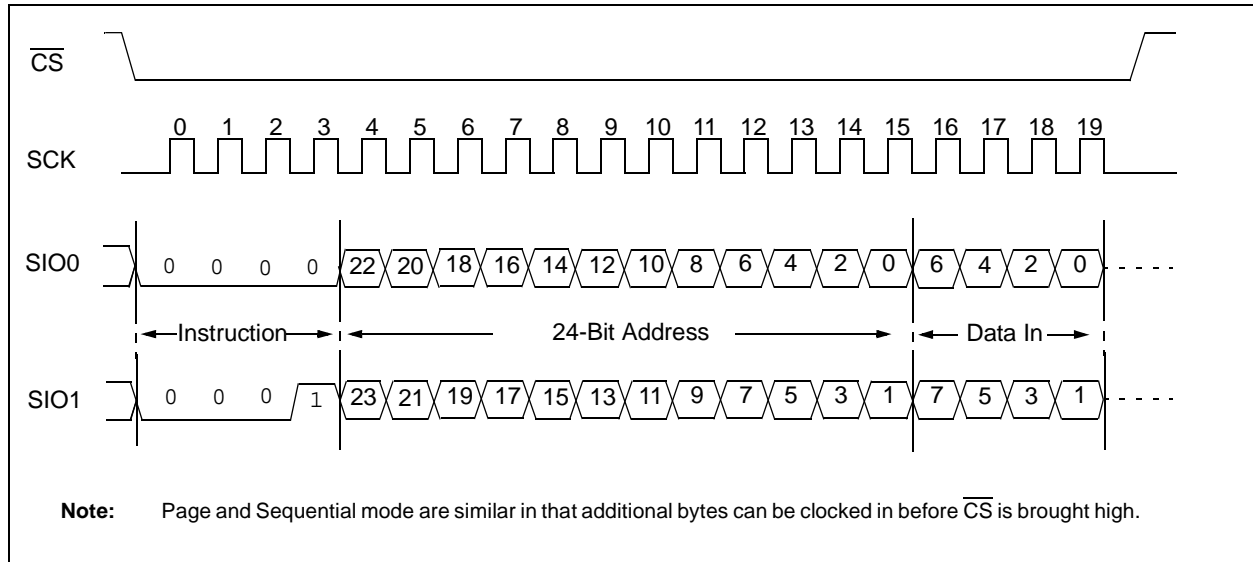 CS
0 1 2 3 4 5 6 7 8 9 10 11 12 13 14 15 16 17 18 19
SCK
SIO0 0 0 0 0 22 20 18 16 14 12 10 8 6 4 2 0 6 4 2 0
Instruction 24-Bit Address Data In
SIO1 0 0 0 1 23 21 19 17 15 13 11 9 7 5 3 1 7 5 3 1
Note: Page and Sequential mode are similar in that additional bytes can be clocked in before CS is brought high.